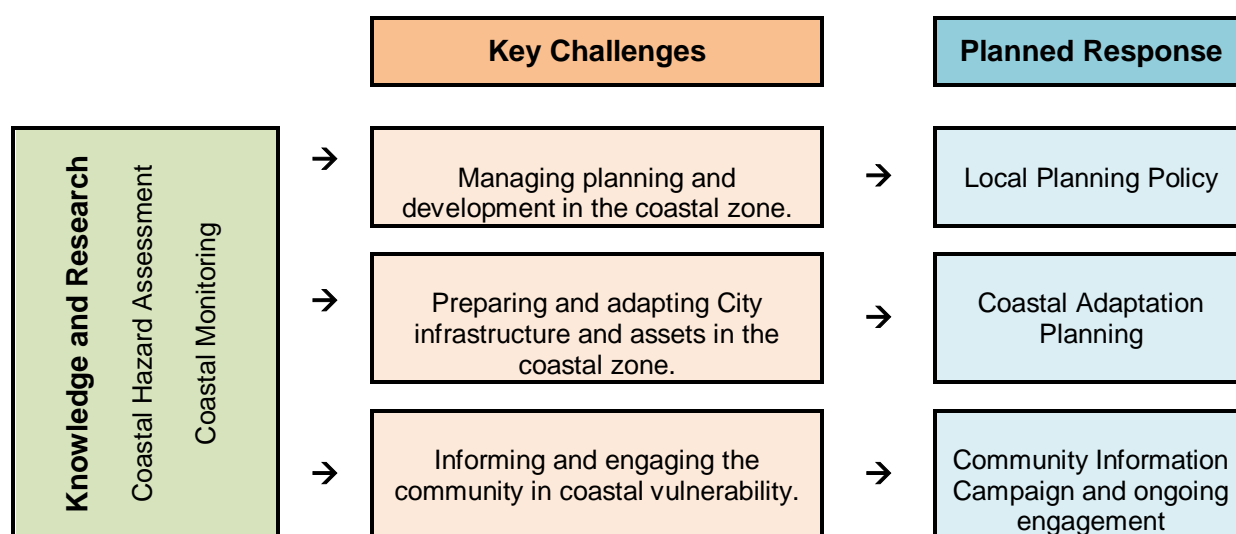 Key Challenges
Planned Response
Knowledge and Research
Coastal Hazard Assessment
Coastal Monitoring
→
Managing planning and
development in the coastal zone.
→
Local Planning Policy
→
Preparing and adapting City
infrastructure and assets in the
coastal zone.
→
Coastal Adaptation
Planning
→
Informing and engaging the
community in coastal vulnerability.
→
Community Information
Campaign and ongoing
engagement